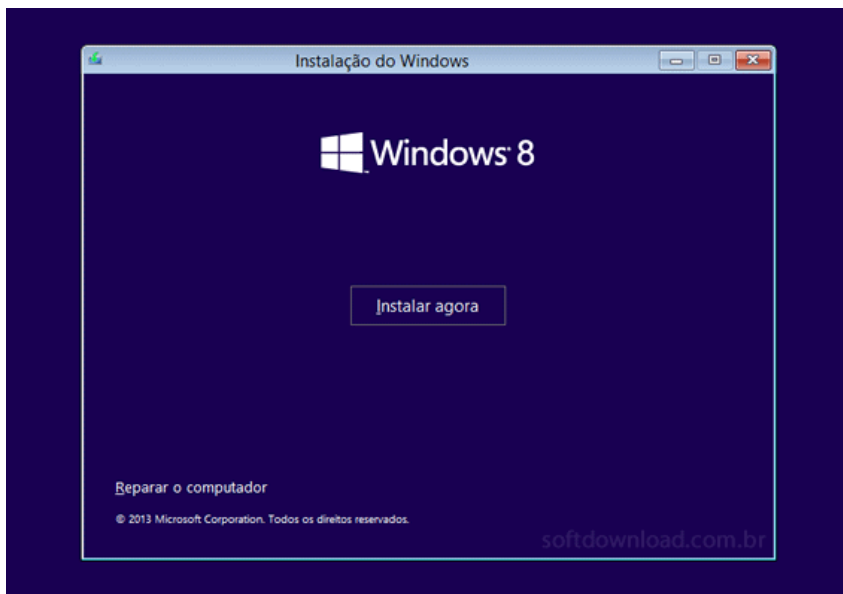 Instalação do Windows
Windows 8
Instalar agora
Reparar o computador
© 2013 Microsoft Corporation. Todos os direitos reservados.
softdownload.com.br